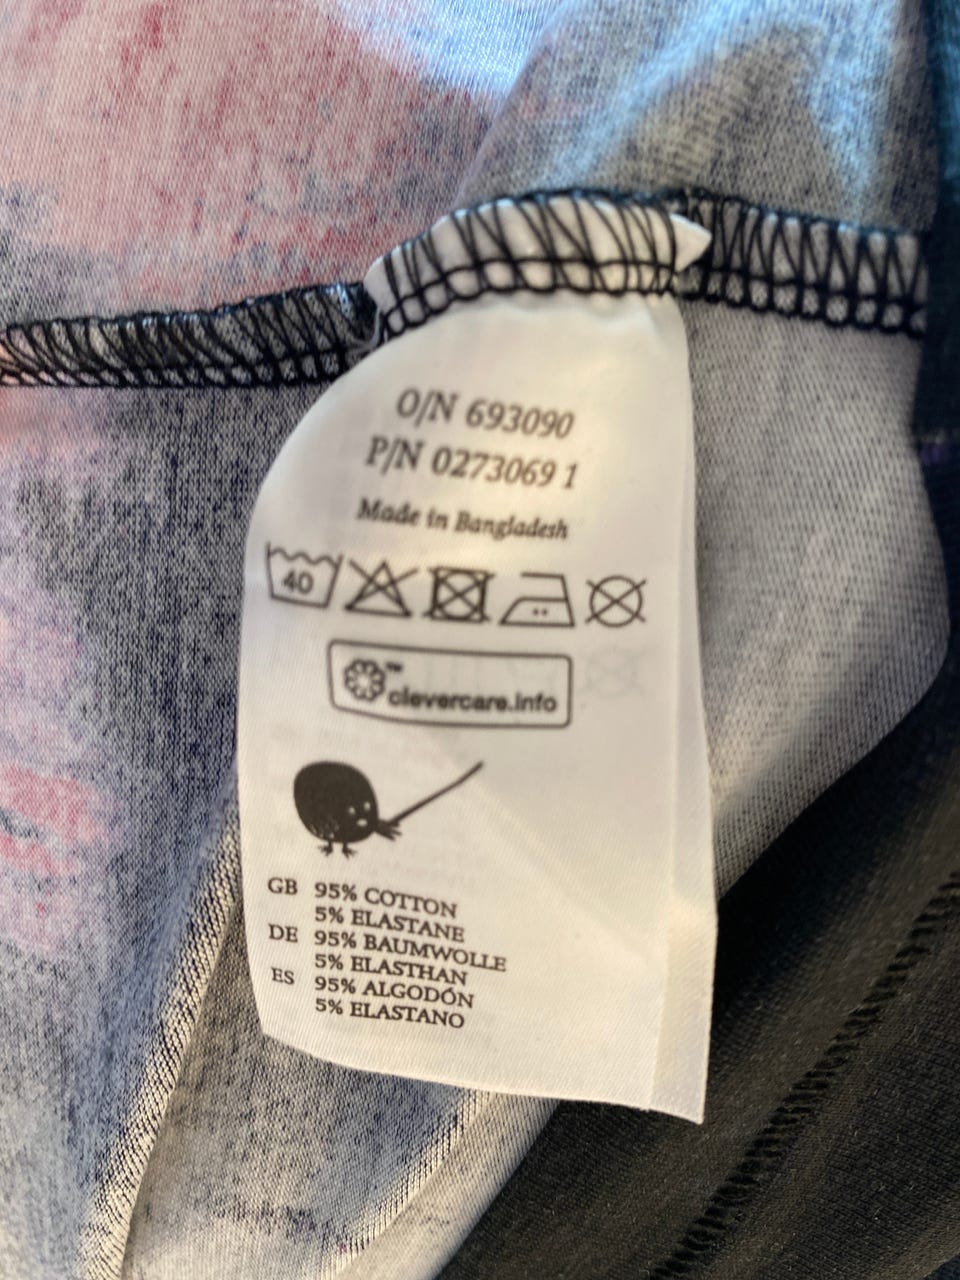 O/N 693090
P/N 0273069 1
Made in Bangladesh
40
™
clevercare.info
GB 95% COTTON
5% ELASTANE
DE 95% BAUMWOLLE
5% ELASTHAN
ES 95% ALGODÓN
5% ELASTANO